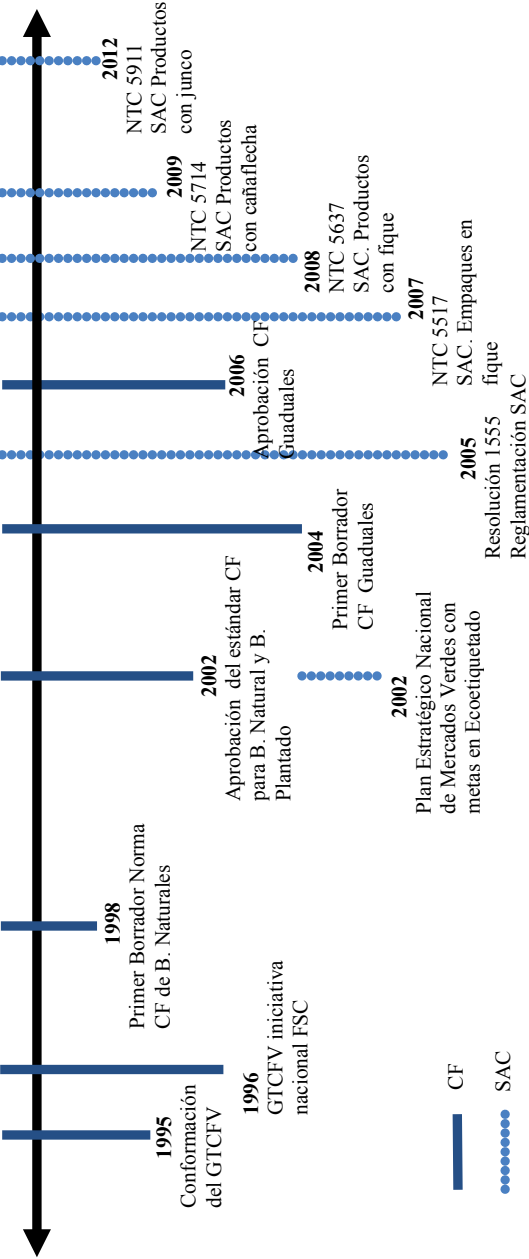 1995
Conformación
del GTCFV
1996
GTCFV iniciativa
nacional FSC
1998
Primer Borrador Norma
CF de B. Naturales
2002
Aprobación del estándar CF
para B. Natural y B.
Plantado
2002
Plan Estratégico Nacional
de Mercados Verdes con
metas en Ecoetiquetado
2004
Primer Borrador
CF Guaduales
2005
Resolución 1555
Reglamentación SAC
2006
Aprobación CF
Guaduales
2007
NTC 5517
SAC. Empaques en
fique
2008
NTC 5637
SAC. Productos
con fique
2009
NTC 5714
SAC Productos
con cañaflecha
2012
NTC 5911
SAC Productos
con junco
CF
SAC